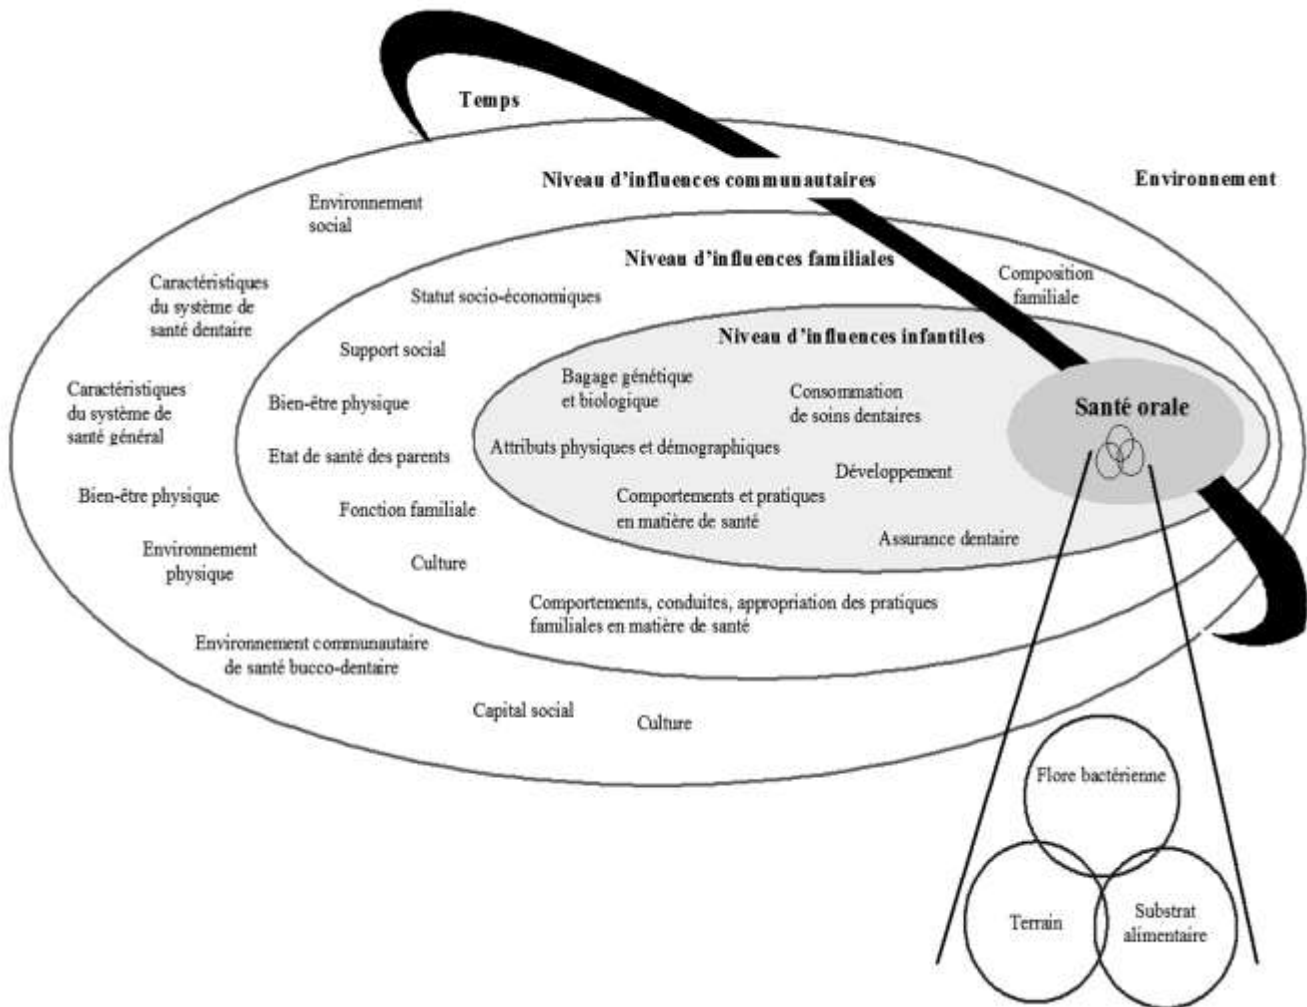 Temps
Niveau d'influences communautaires
Environnement
Environnement
social
Niveau d'influences familiales
Composition
familiale
Caractéristiques
du système de
santé dentaire
Statut socio-économiques
Niveau d'influences infantiles
Support social
Bagage génétique
et biologique
Consommation
de soins dentaires
Caractéristiques
du système de
santé général
Bien-être physique
Santé orale
Attributs physiques et démographiques
Etat de santé des parents
Développement
Bien-être physique
Fonction familiale
Comportements et pratiques
en matière de santé
Assurance dentaire
Environnement
physique
Culture
Comportements, conduites, appropriation des pratiques
familiales en matière de santé
Environnement communautaire
de santé bucco-dentaire
Capital social
Culture
Flore bactérienne
Terrain
Substrat
alimentaire